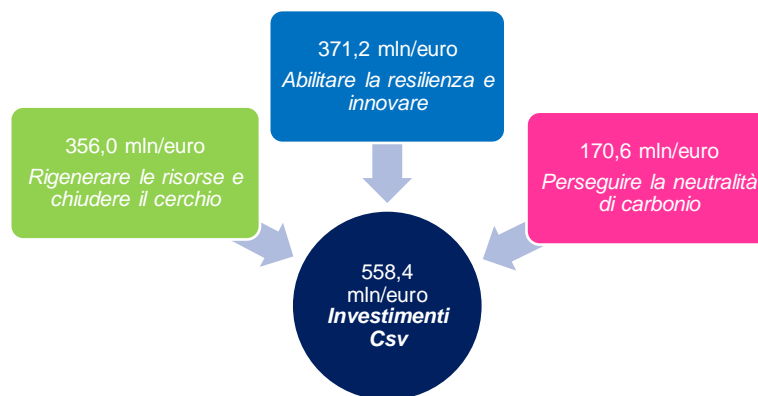 371,2 mln/euro
Abilitare la resilienza e
innovare
356,0 mln/euro
Rigenerare le risorse e
chiudere il cerchio
170,6 mln/euro
Perseguire la neutralità
di carbonio
558,4
mln/euro
Investimenti
Csv